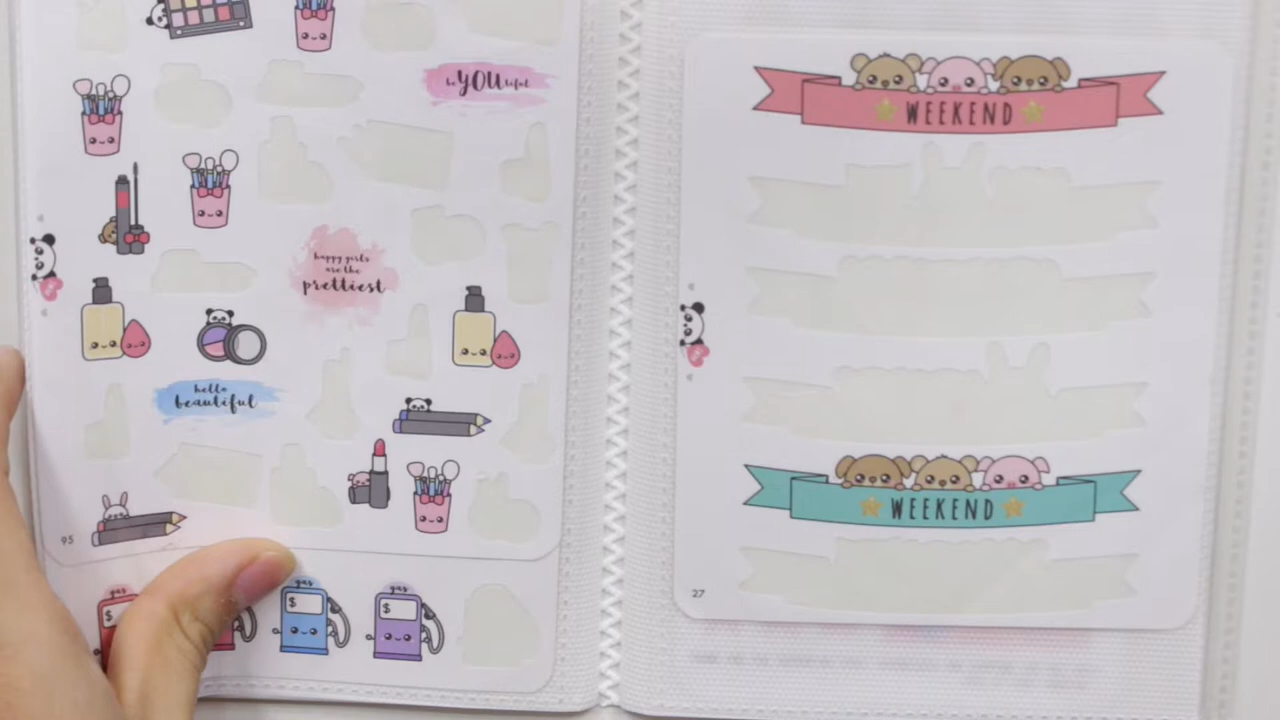 beYOUtiful
happy girls
are the
prettiest
hello
beautiful
95
gas
$
gas
$
gas
WEEKEND
WEEKEND
27